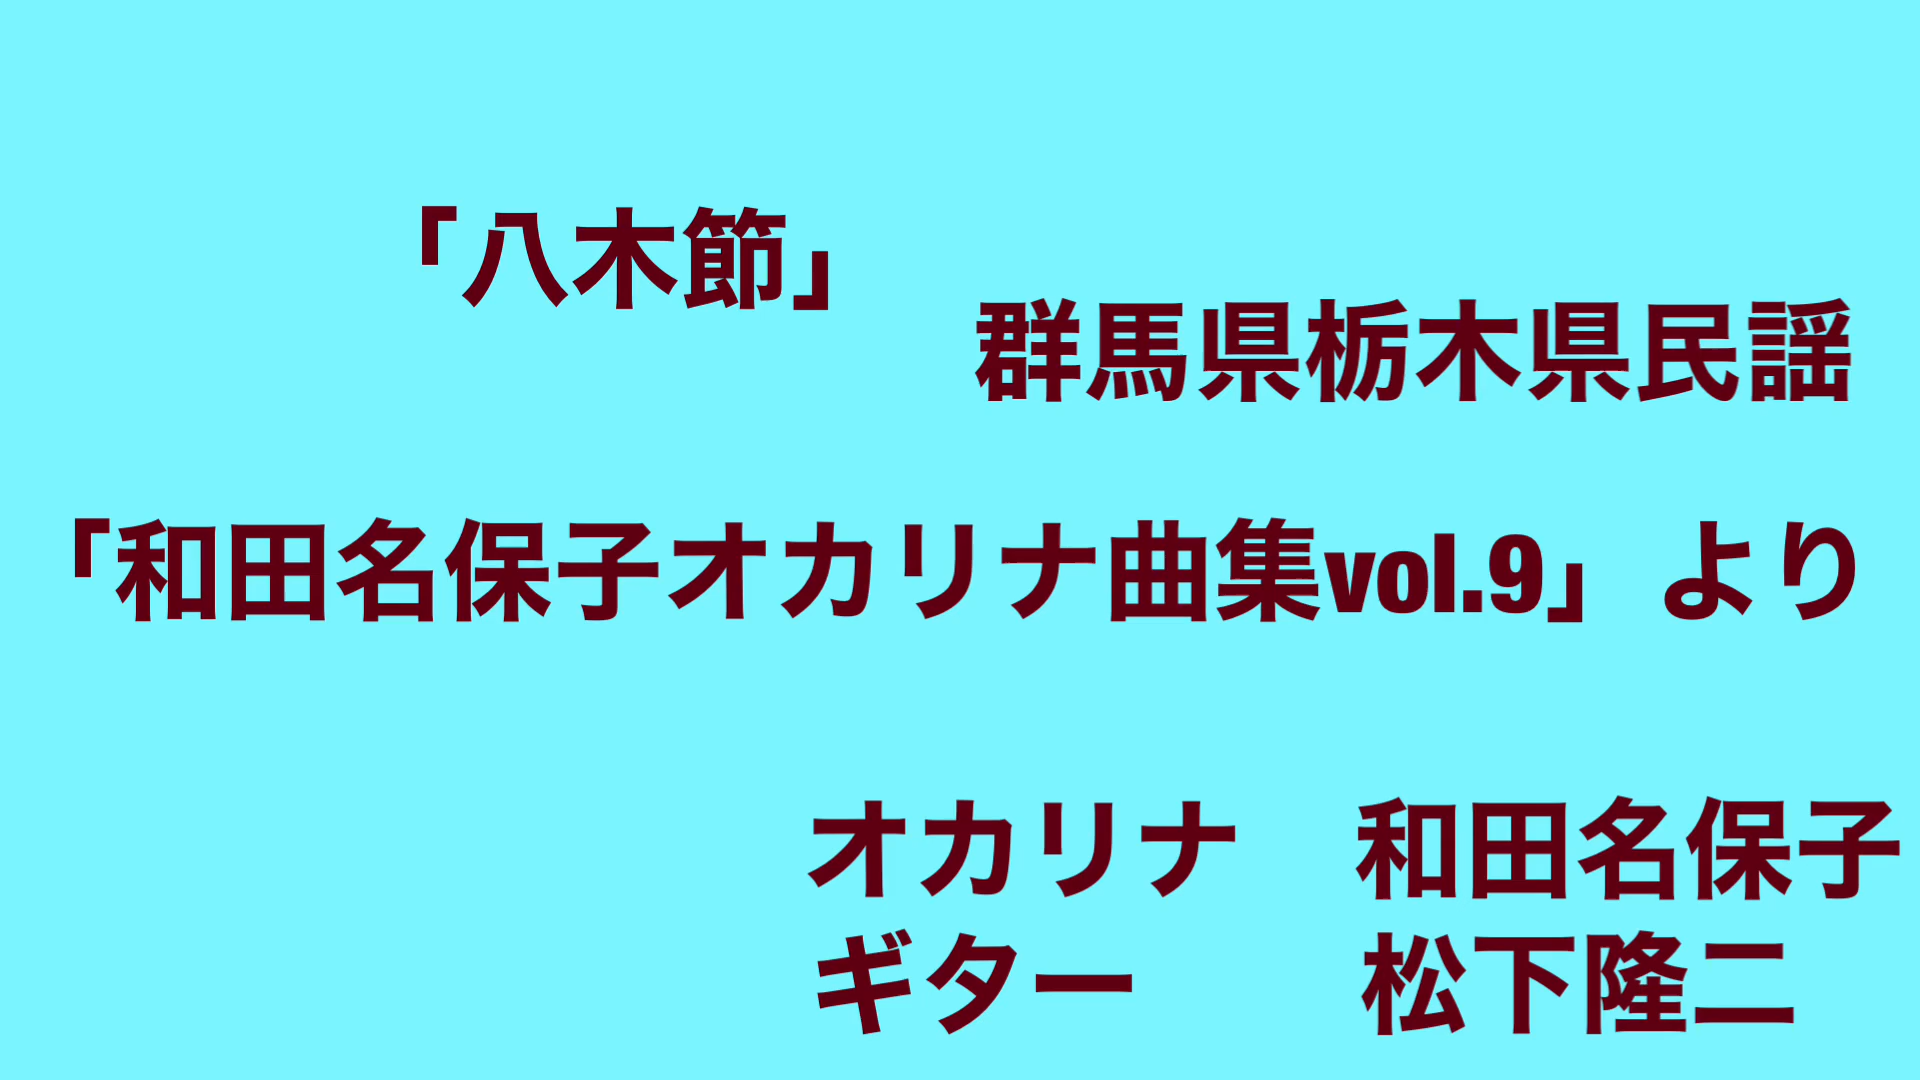 「八木節」
群馬県栃木県民謡
「和田名保子オカリナ曲集vol.9」より
オカリナ　和田名保子
ギター　　松下隆二